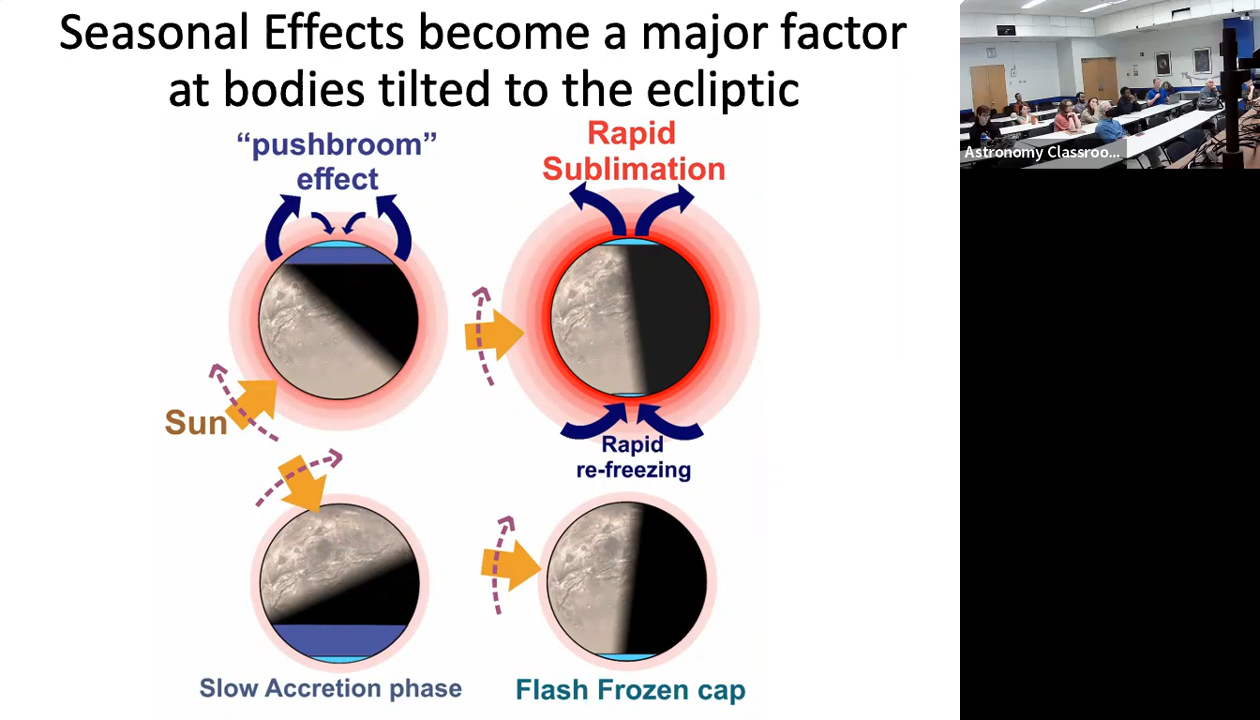 Seasonal Effects become a major factor
at bodies tilted to the ecliptic
“pushbroom”
effect
Rapid
Sublimation
Sun
Rapid
re-freezing
Slow Accretion phase
Flash Frozen cap
Astronomy Classroo...